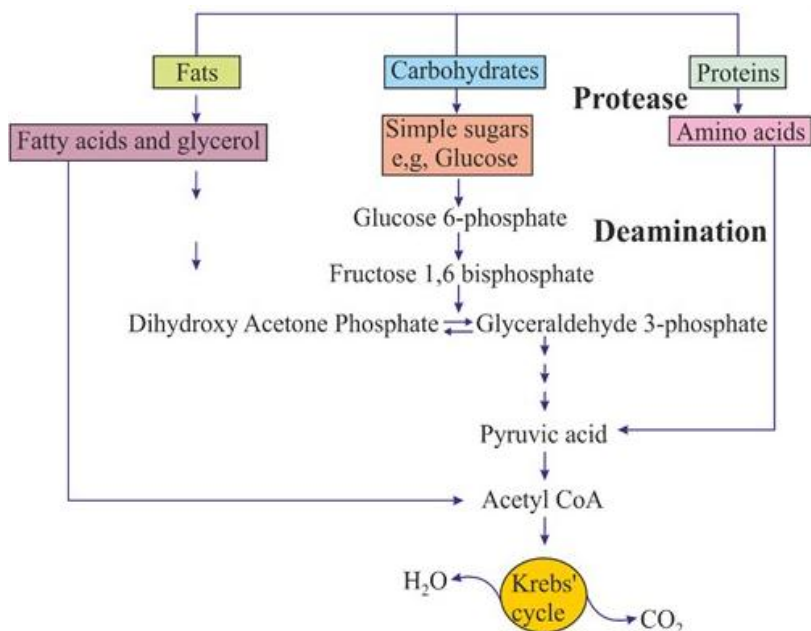 Fats
Carbohydrates
Proteins
Protease
Fatty acids and glycerol
Simple sugars
e,g, Glucose
Amino acids
Glucose 6-phosphate
Deamination
Fructose 1,6 bisphosphate
Dihydroxy Acetone Phosphate
Glyceraldehyde 3-phosphate
Pyruvic acid
Acetyl CoA
H₂O
Krebs'
cycle
CO₂